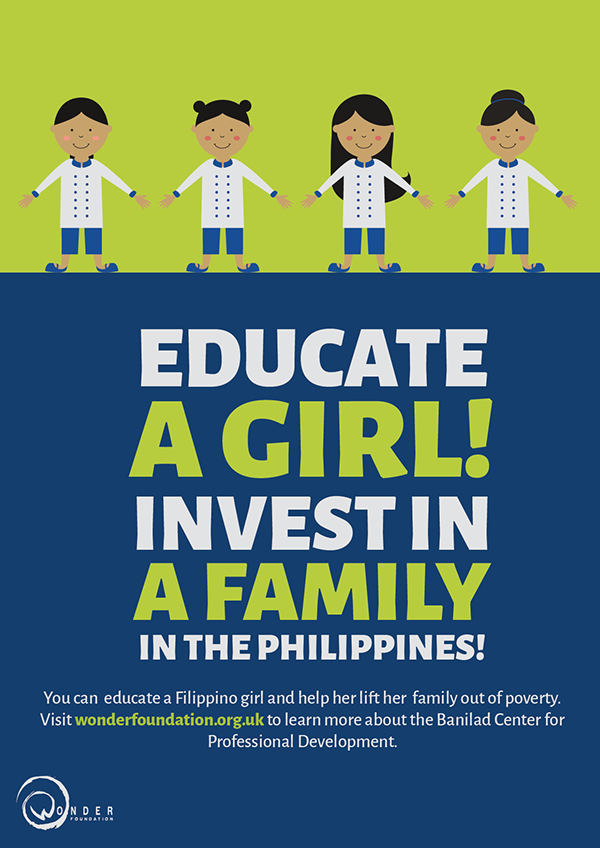 EDUCATE
A GIRL!
INVEST IN
A FAMILY
IN THE PHILIPPINES!
You can educate a Filippino girl and help her lift her family out of poverty.
Visit wonderfoundation.org.uk to learn more about the Banilad Center for
Professional Development.
WONDER
FOUNDATION